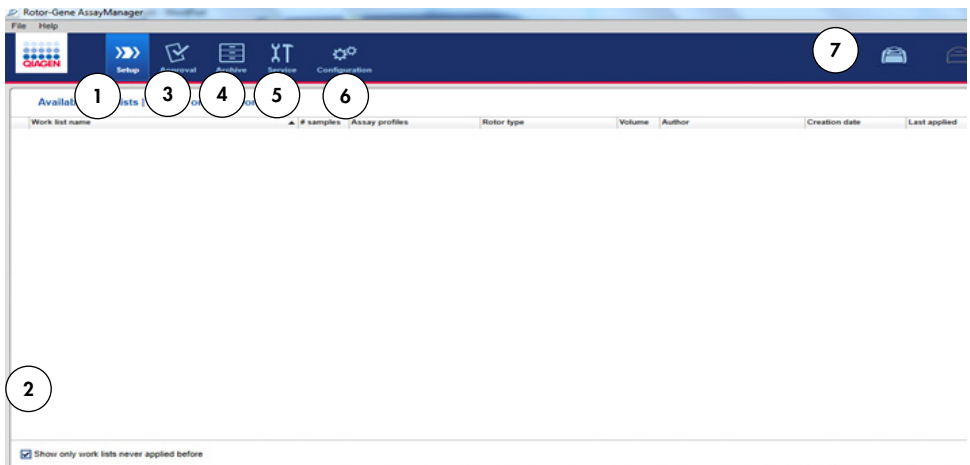 Rotor-Gene AssayManager
File Help
QIAGEN
Setup Approval Archive Service Configuration
7
1 3 4 5 6
Work list name # samples Assay profiles Rotor type Volume Author Creation date Last applied
2
Show only work lists never applied before